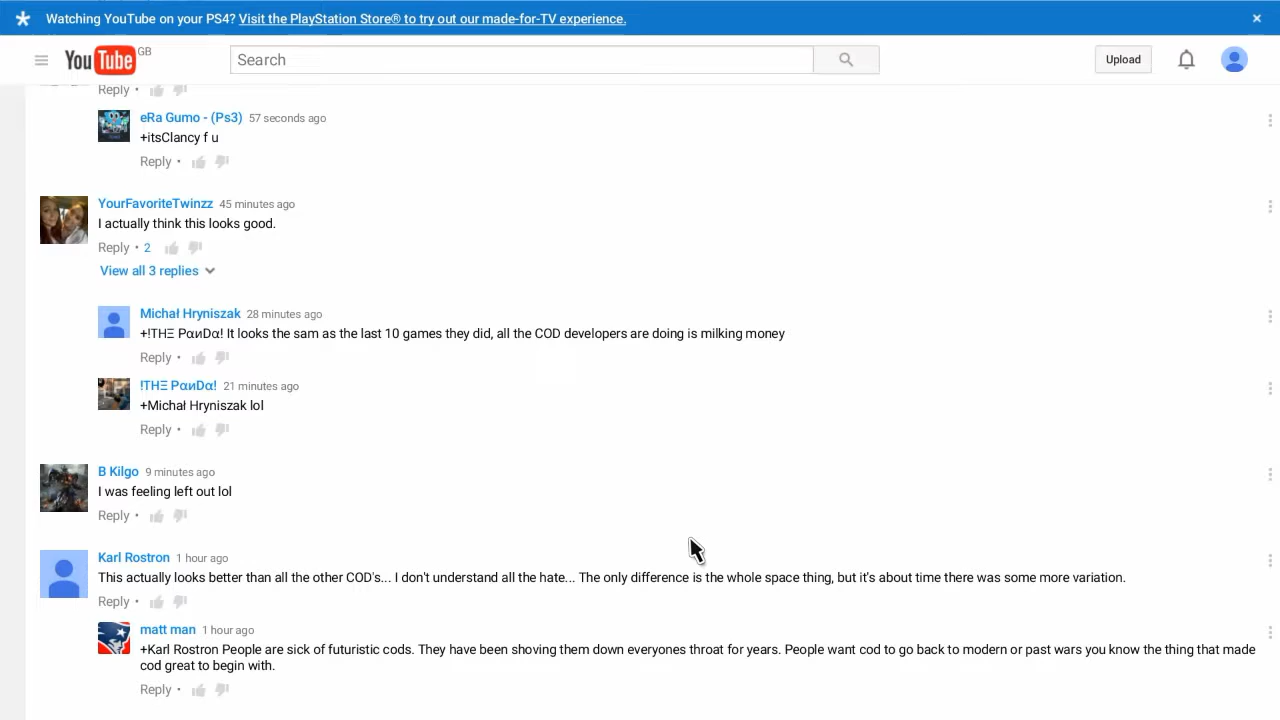 Watching YouTube on your PS4? Visit the PlayStation Store® to try out our made-for-TV experience.
YouTube GB
Search
Upload
Reply •
eRa Gumo - (Ps3) 57 seconds ago
+itsClancy f u
Reply •
YourFavoriteTwinzz 45 minutes ago
I actually think this looks good.
Reply • 2
View all 3 replies
Michał Hryniszak 28 minutes ago
+!THΞ PαиDα! It looks the sam as the last 10 games they did, all the COD developers are doing is milking money
Reply •
!THΞ PαиDα! 21 minutes ago
+Michał Hryniszak lol
Reply •
B Kilgo 9 minutes ago
I was feeling left out lol
Reply •
Karl Rostron 1 hour ago
This actually looks better than all the other COD's... I don't understand all the hate... The only difference is the whole space thing, but it's about time there was some more variation.
Reply •
matt man 1 hour ago
+Karl Rostron People are sick of futuristic cods. They have been shoving them down everyones throat for years. People want cod to go back to modern or past wars you know the thing that made
cod great to begin with.
Reply •